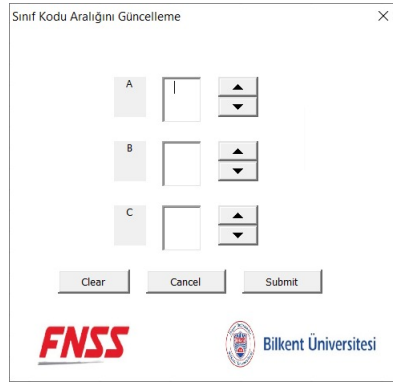 Sınıf Kodu Aralığını Güncelleme
A
B
C
Clear Cancel Submit
FNSS
Bilkent Üniversitesi